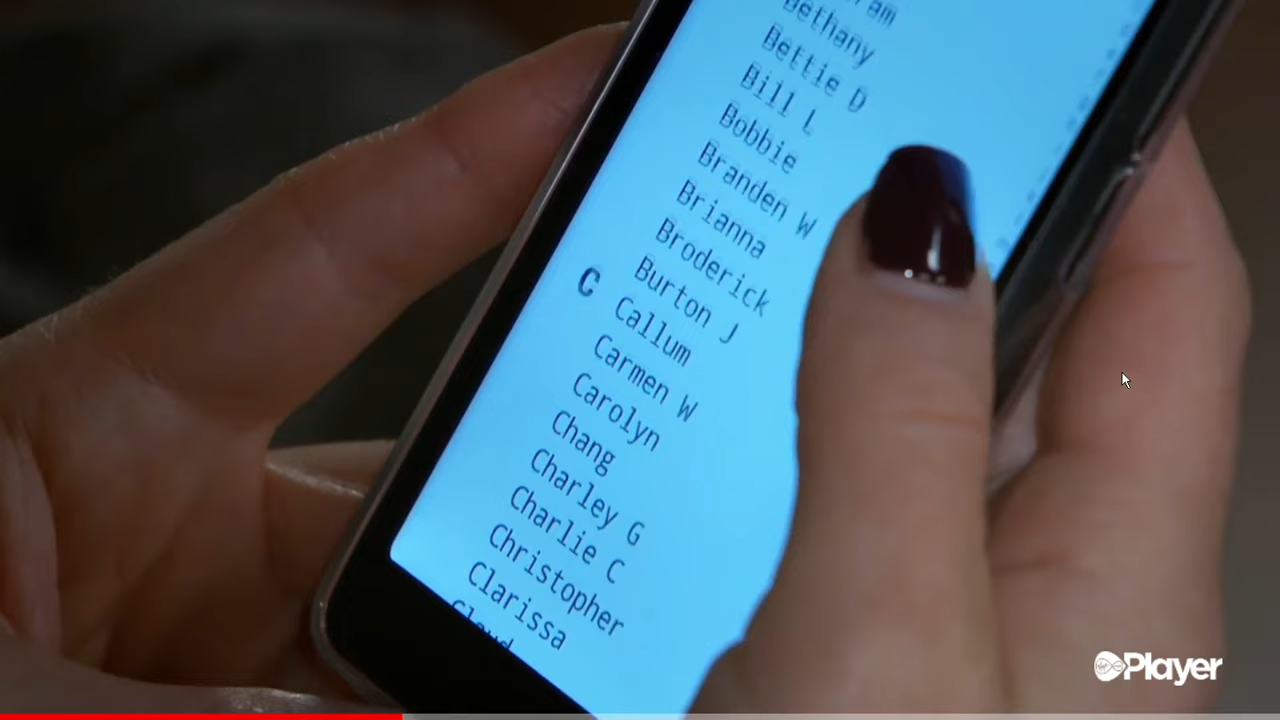 Bethany
Bettie D
Bill L
Bobbie
Branden W
Brianna
Broderick
Burton J
C
Callum
Carmen W
Carolyn
Chang
Charley G
Charlie C
Christopher
Clarissa
Player